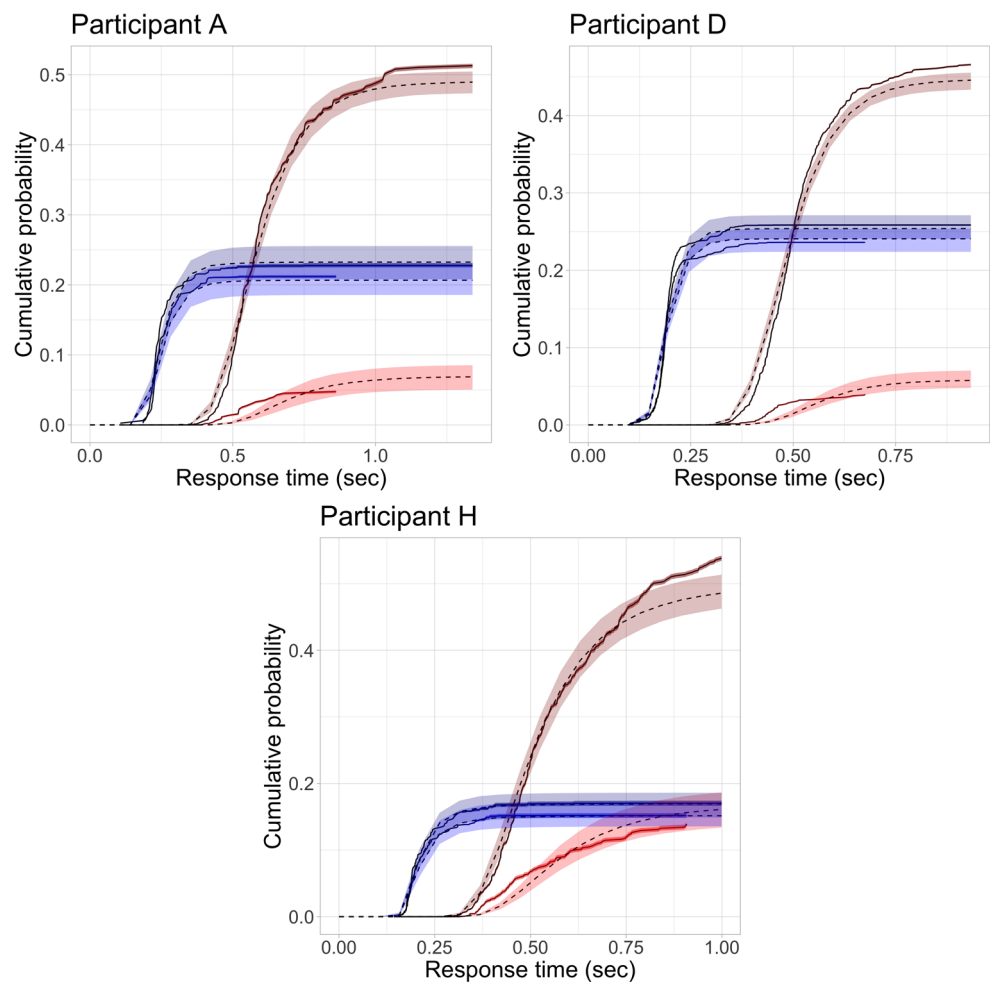 Participant A
Participant D
Cumulative probability
0.5
0.4
0.3
0.2
0.1
0.0
0.0
0.5
1.0
Response time (sec)
Cumulative probability
0.4
0.3
0.2
0.1
0.0
0.00
0.25
0.50
0.75
Response time (sec)
Participant H
Cumulative probability
0.4
0.2
0.0
0.00
0.25
0.50
0.75
1.00
Response time (sec)